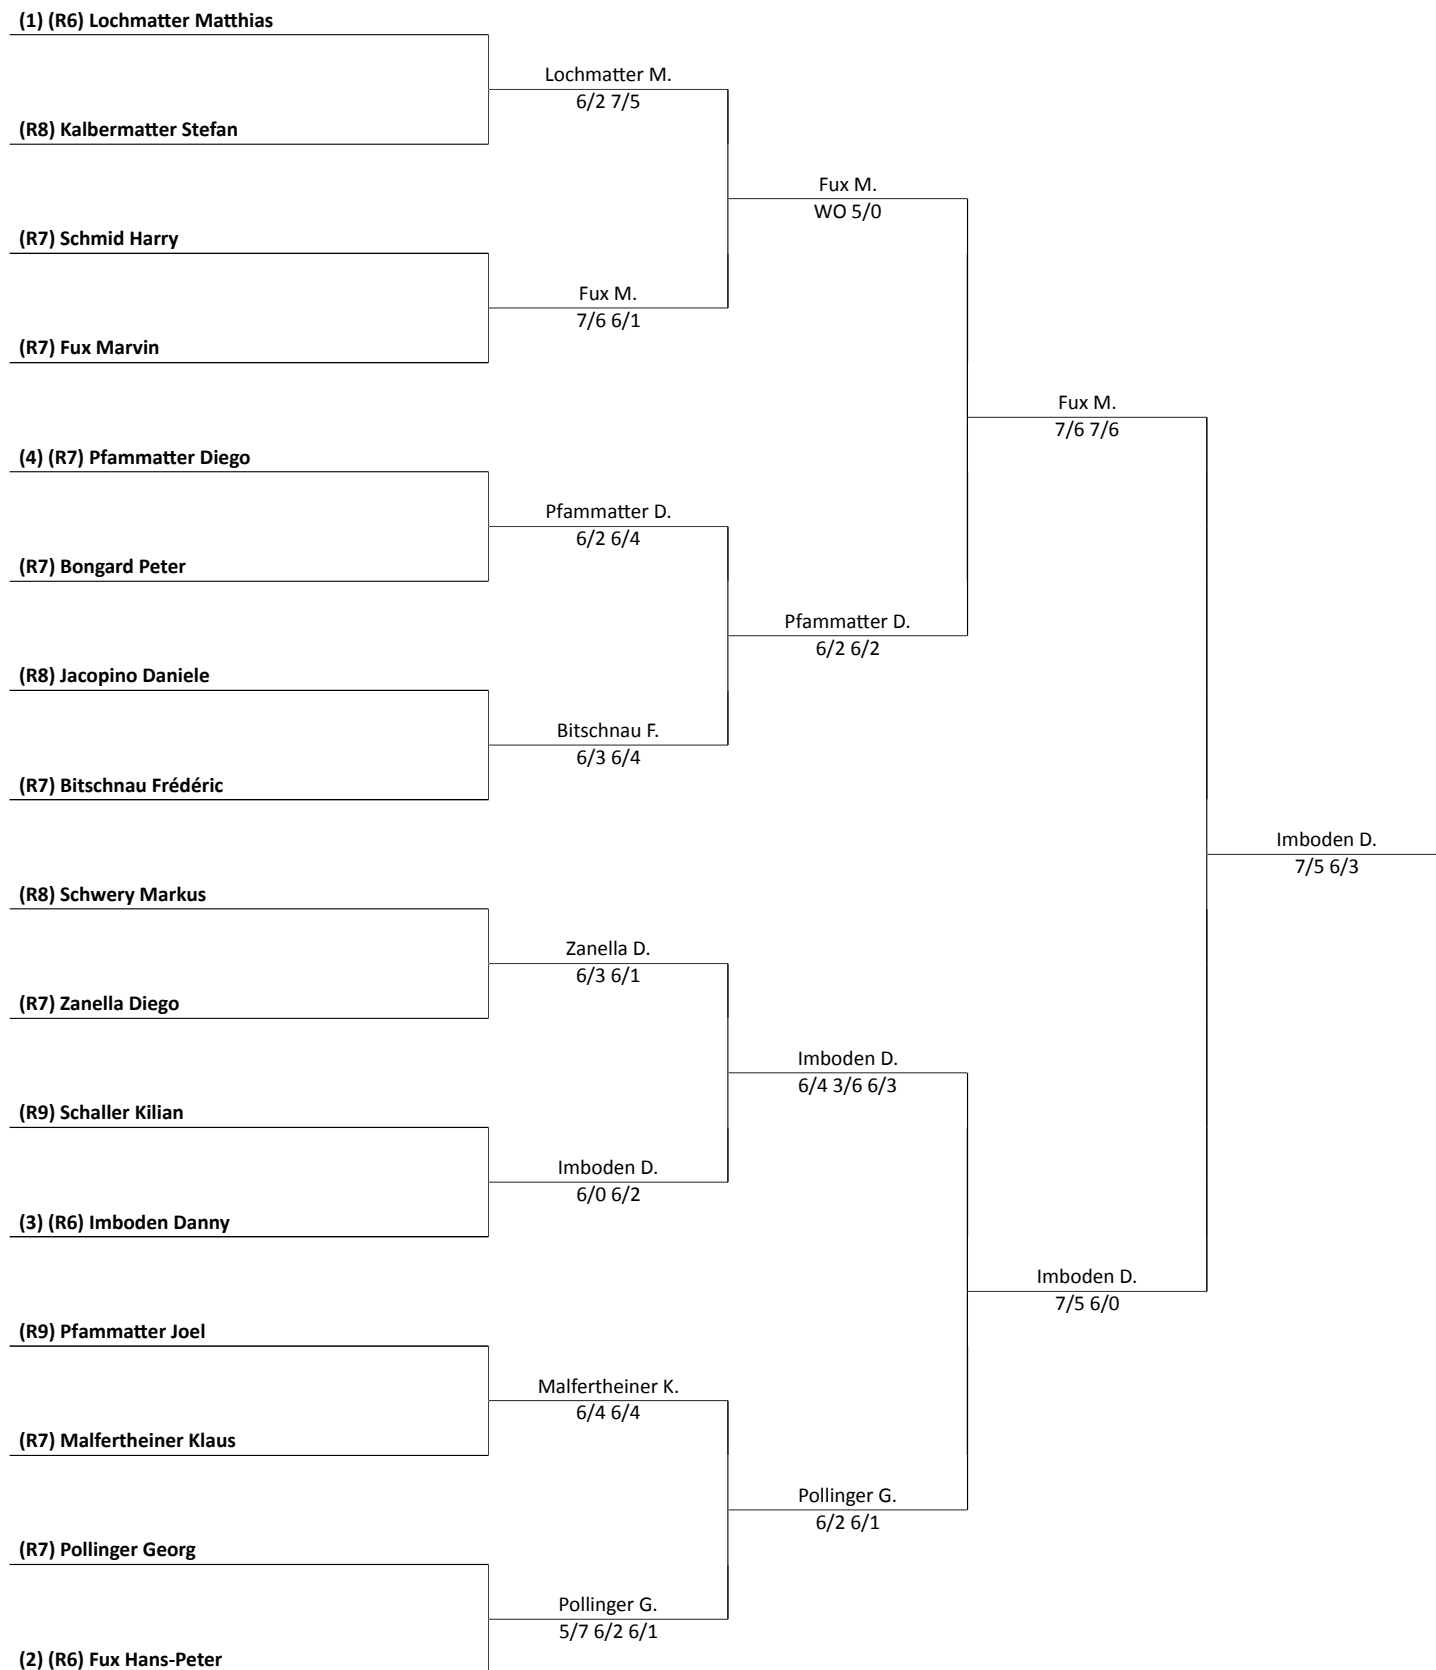 (1) (R6) Lochmatter Matthias
Lochmatter M.
6/2 7/5
(R8) Kalbermatter Stefan
Fux M.
WO 5/0
(R7) Schmid Harry
Fux M.
7/6 6/1
(R7) Fux Marvin
Fux M.
7/6 7/6
(4) (R7) Pfammatter Diego
Pfammatter D.
6/2 6/4
(R7) Bongard Peter
Pfammatter D.
6/2 6/2
(R8) Jacopino Daniele
Bitschnau F.
6/3 6/4
(R7) Bitschnau Frédéric
Imboden D.
7/5 6/3
(R8) Schwery Markus
Zanella D.
6/3 6/1
(R7) Zanella Diego
Imboden D.
6/4 3/6 6/3
(R9) Schaller Kilian
Imboden D.
6/0 6/2
(3) (R6) Imboden Danny
Imboden D.
7/5 6/0
(R9) Pfammatter Joel
Malfertheiner K.
6/4 6/4
(R7) Malfertheiner Klaus
Pollinger G.
6/2 6/1
(R7) Pollinger Georg
Pollinger G.
5/7 6/2 6/1
(2) (R6) Fux Hans-Peter